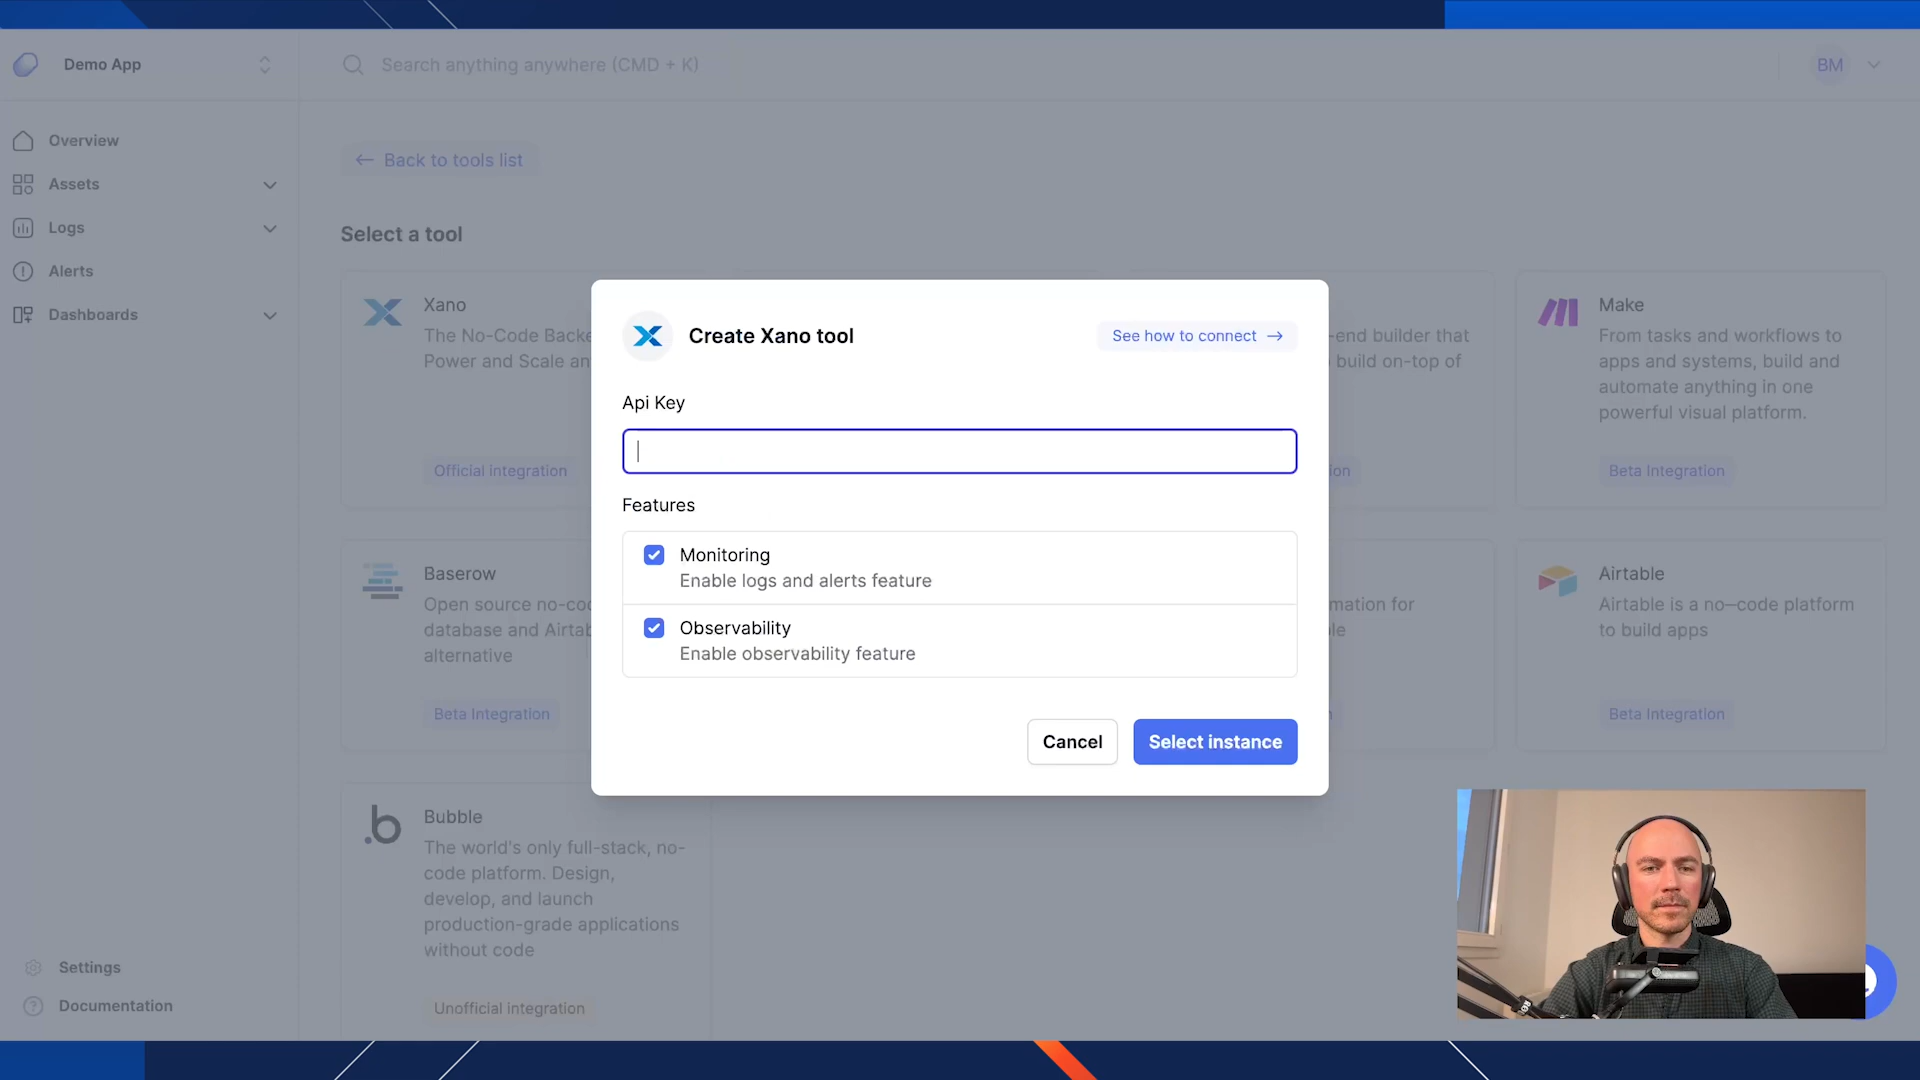 Demo App
Search anything anywhere (CMD + K)
BM
Overview
Assets
Logs
Alerts
Dashboards
Settings
Documentation
Back to tools list
Select a tool
Xano
The No-Code Backe
Power and Scale an
Official integration
-end builder that
build on-top of
ion
Make
From tasks and workflows to
apps and systems, build and
automate anything in one
powerful visual platform.
Beta Integration
Baserow
Open source no-co
database and Airtab
alternative
Beta Integration
mation for
le
Airtable
Airtable is a no–code platform
to build apps
Beta Integration
.b
Bubble
The world's only full-stack, no-
code platform. Design,
develop, and launch
production-grade applications
without code
Unofficial integration
Create Xano tool
See how to connect
Api Key
Features
Monitoring
Enable logs and alerts feature
Observability
Enable observability feature
Cancel
Select instance